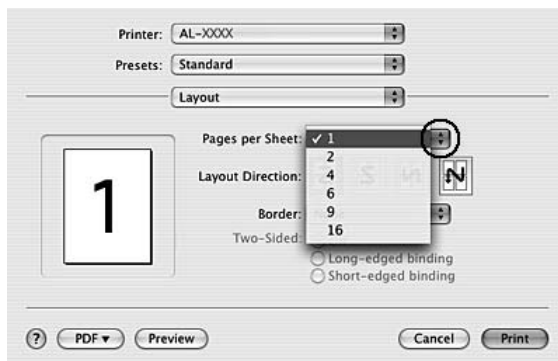 Printer: AL-XXXX
Presets: Standard
Layout
Pages per Sheet: ✓ 1
2
Layout Direction: 4
6
Border: 9
Two-Sided: 16
Long-edged binding
Short-edged binding
1
? PDF ▼ Preview Cancel Print